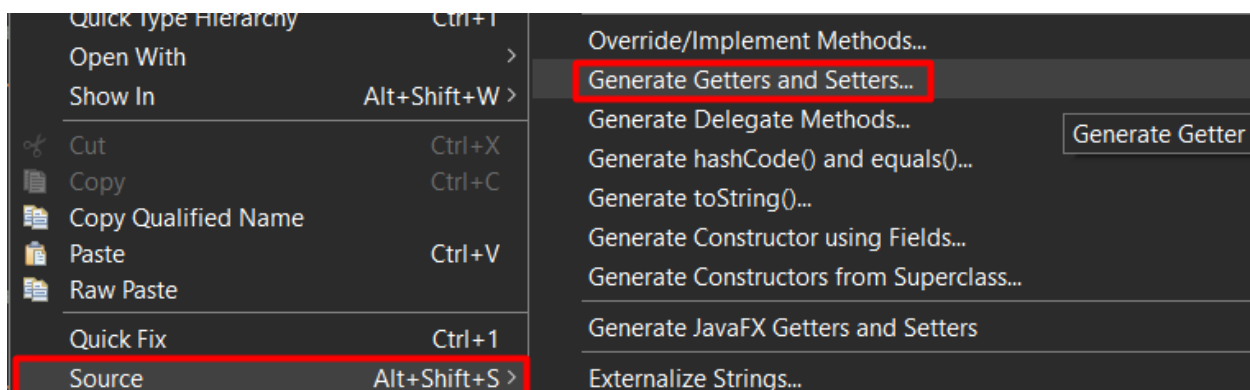 Quick Type Hierarchy Ctrl+T
Open With >
Show In Alt+Shift+W >
Cut Ctrl+X
Copy Ctrl+C
Copy Qualified Name
Paste Ctrl+V
Raw Paste
Quick Fix Ctrl+1
Source Alt+Shift+S >
Override/Implement Methods...
Generate Getters and Setters...
Generate Delegate Methods...
Generate Getter
Generate hashCode() and equals()...
Generate toString()...
Generate Constructor using Fields...
Generate Constructors from Superclass...
Generate JavaFX Getters and Setters
Externalize Strings...